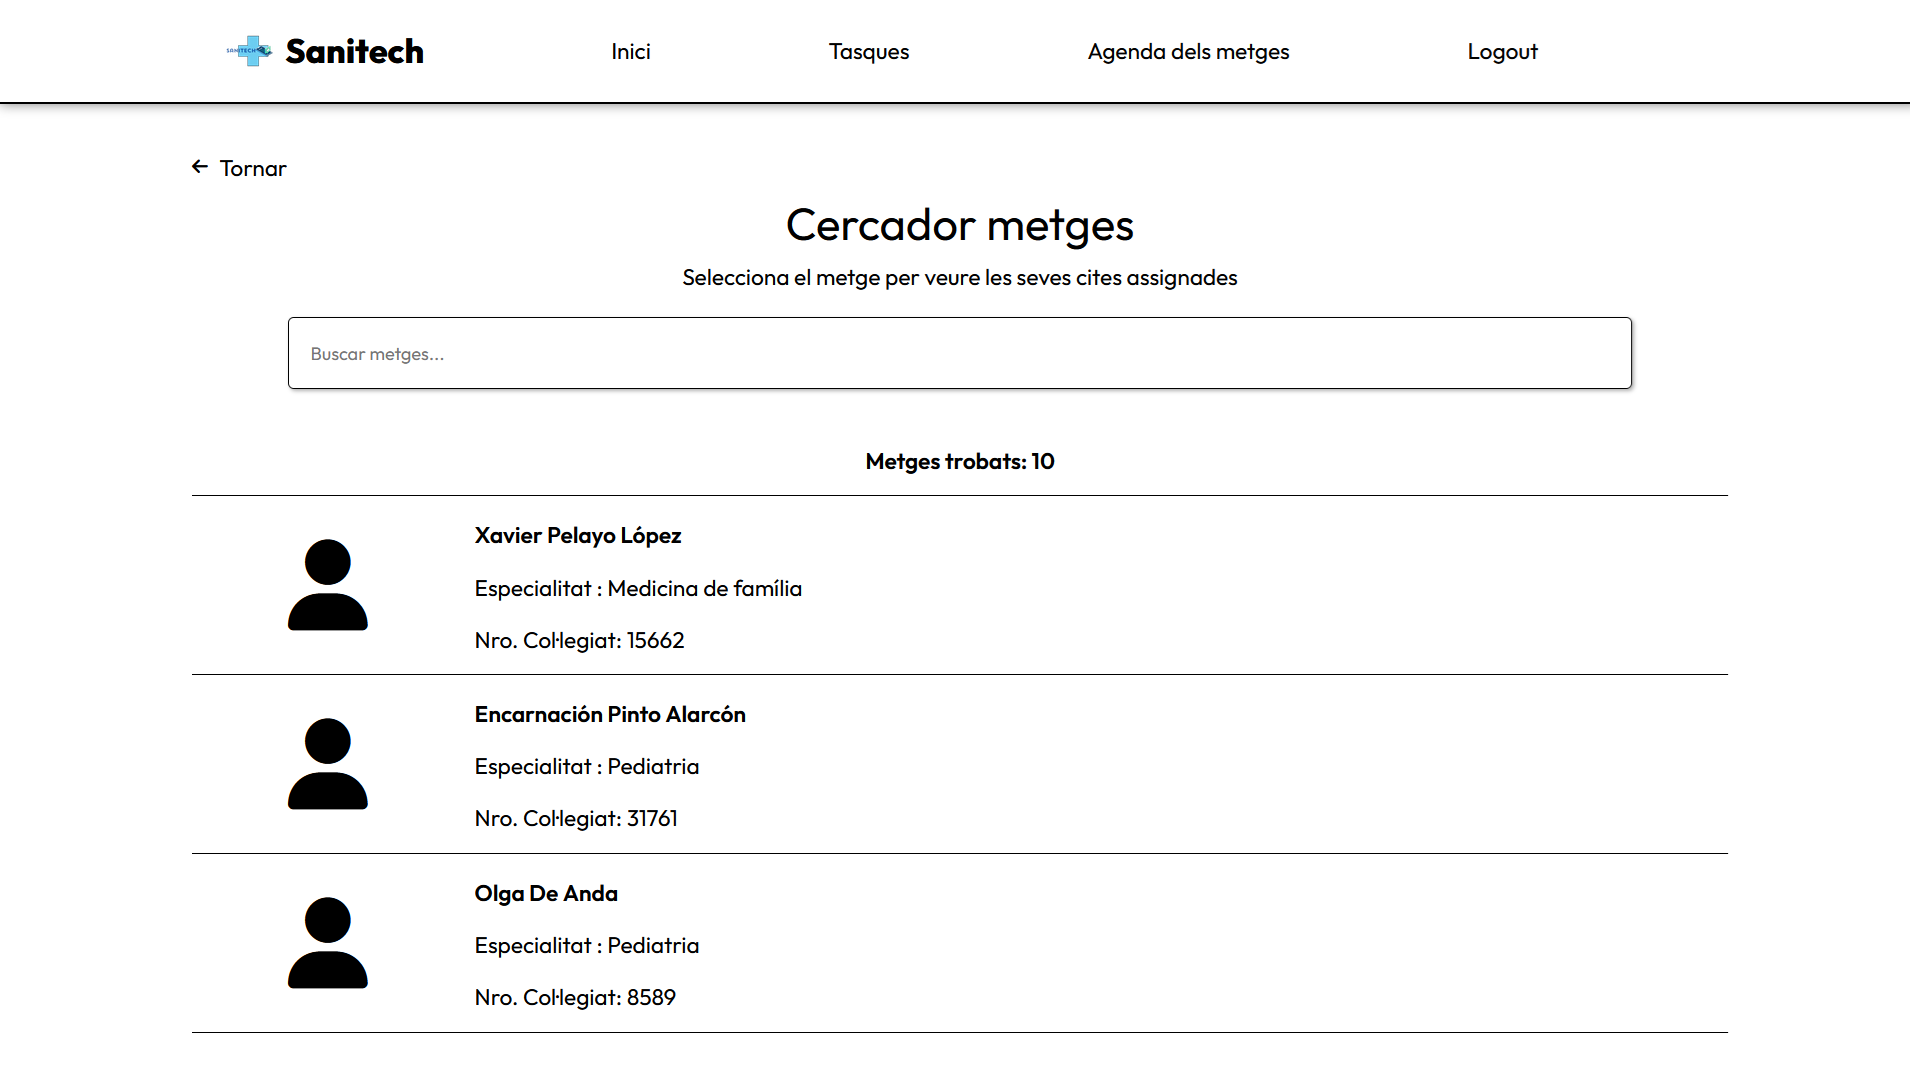 SANITECH Sanitech Inici Tasques Agenda dels metges Logout
Tornar
Cercador metges
Selecciona el metge per veure les seves cites assignades
Buscar metges...
Metges trobats: 10
Xavier Pelayo López
Especialitat : Medicina de família
Nro. Col·legiat: 15662
Encarnación Pinto Alarcón
Especialitat : Pediatria
Nro. Col·legiat: 31761
Olga De Anda
Especialitat : Pediatria
Nro. Col·legiat: 8589